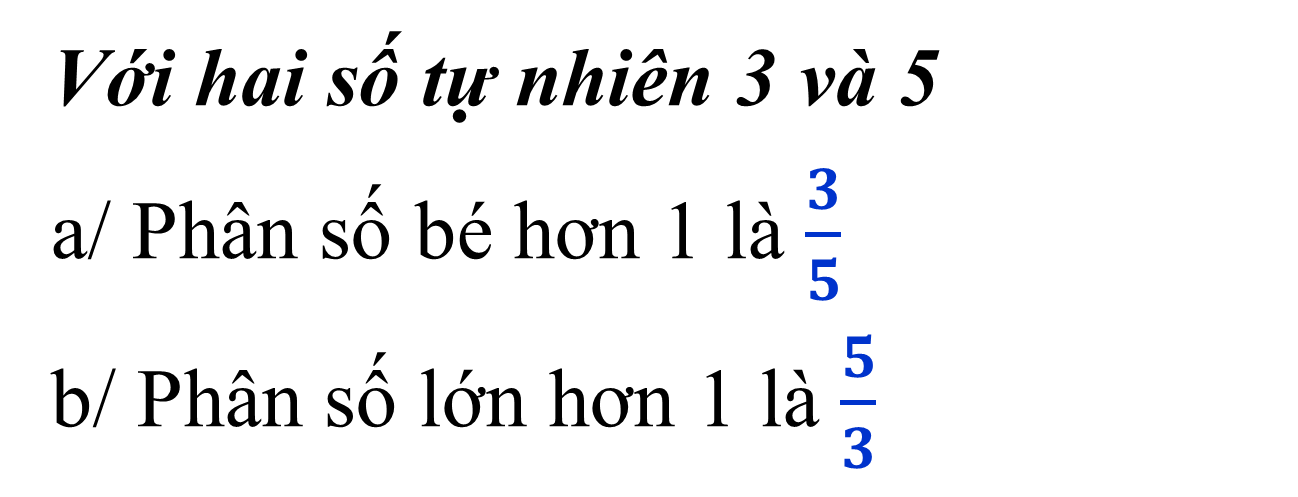 Với hai số tự nhiên 3 và 5
a/ Phân số bé hơn 1 là 3/5
b/ Phân số lớn hơn 1 là 5/3